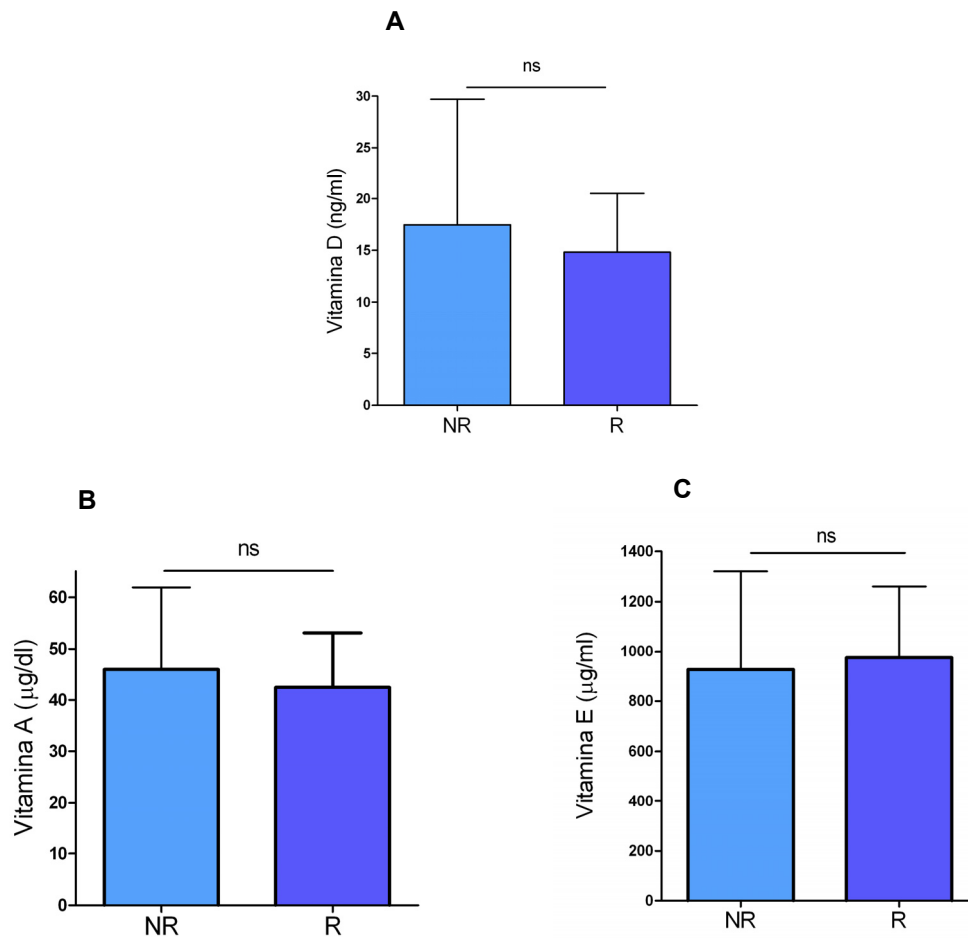 A
ns
Vitamina D (ng/ml)
30
25
20
15
10
5
0
NR R
B
ns
Vitamina A (µg/dl)
60
50
40
30
20
10
0
NR R
C
ns
Vitamina E (µg/ml)
1400
1200
1000
800
600
400
200
0
NR R